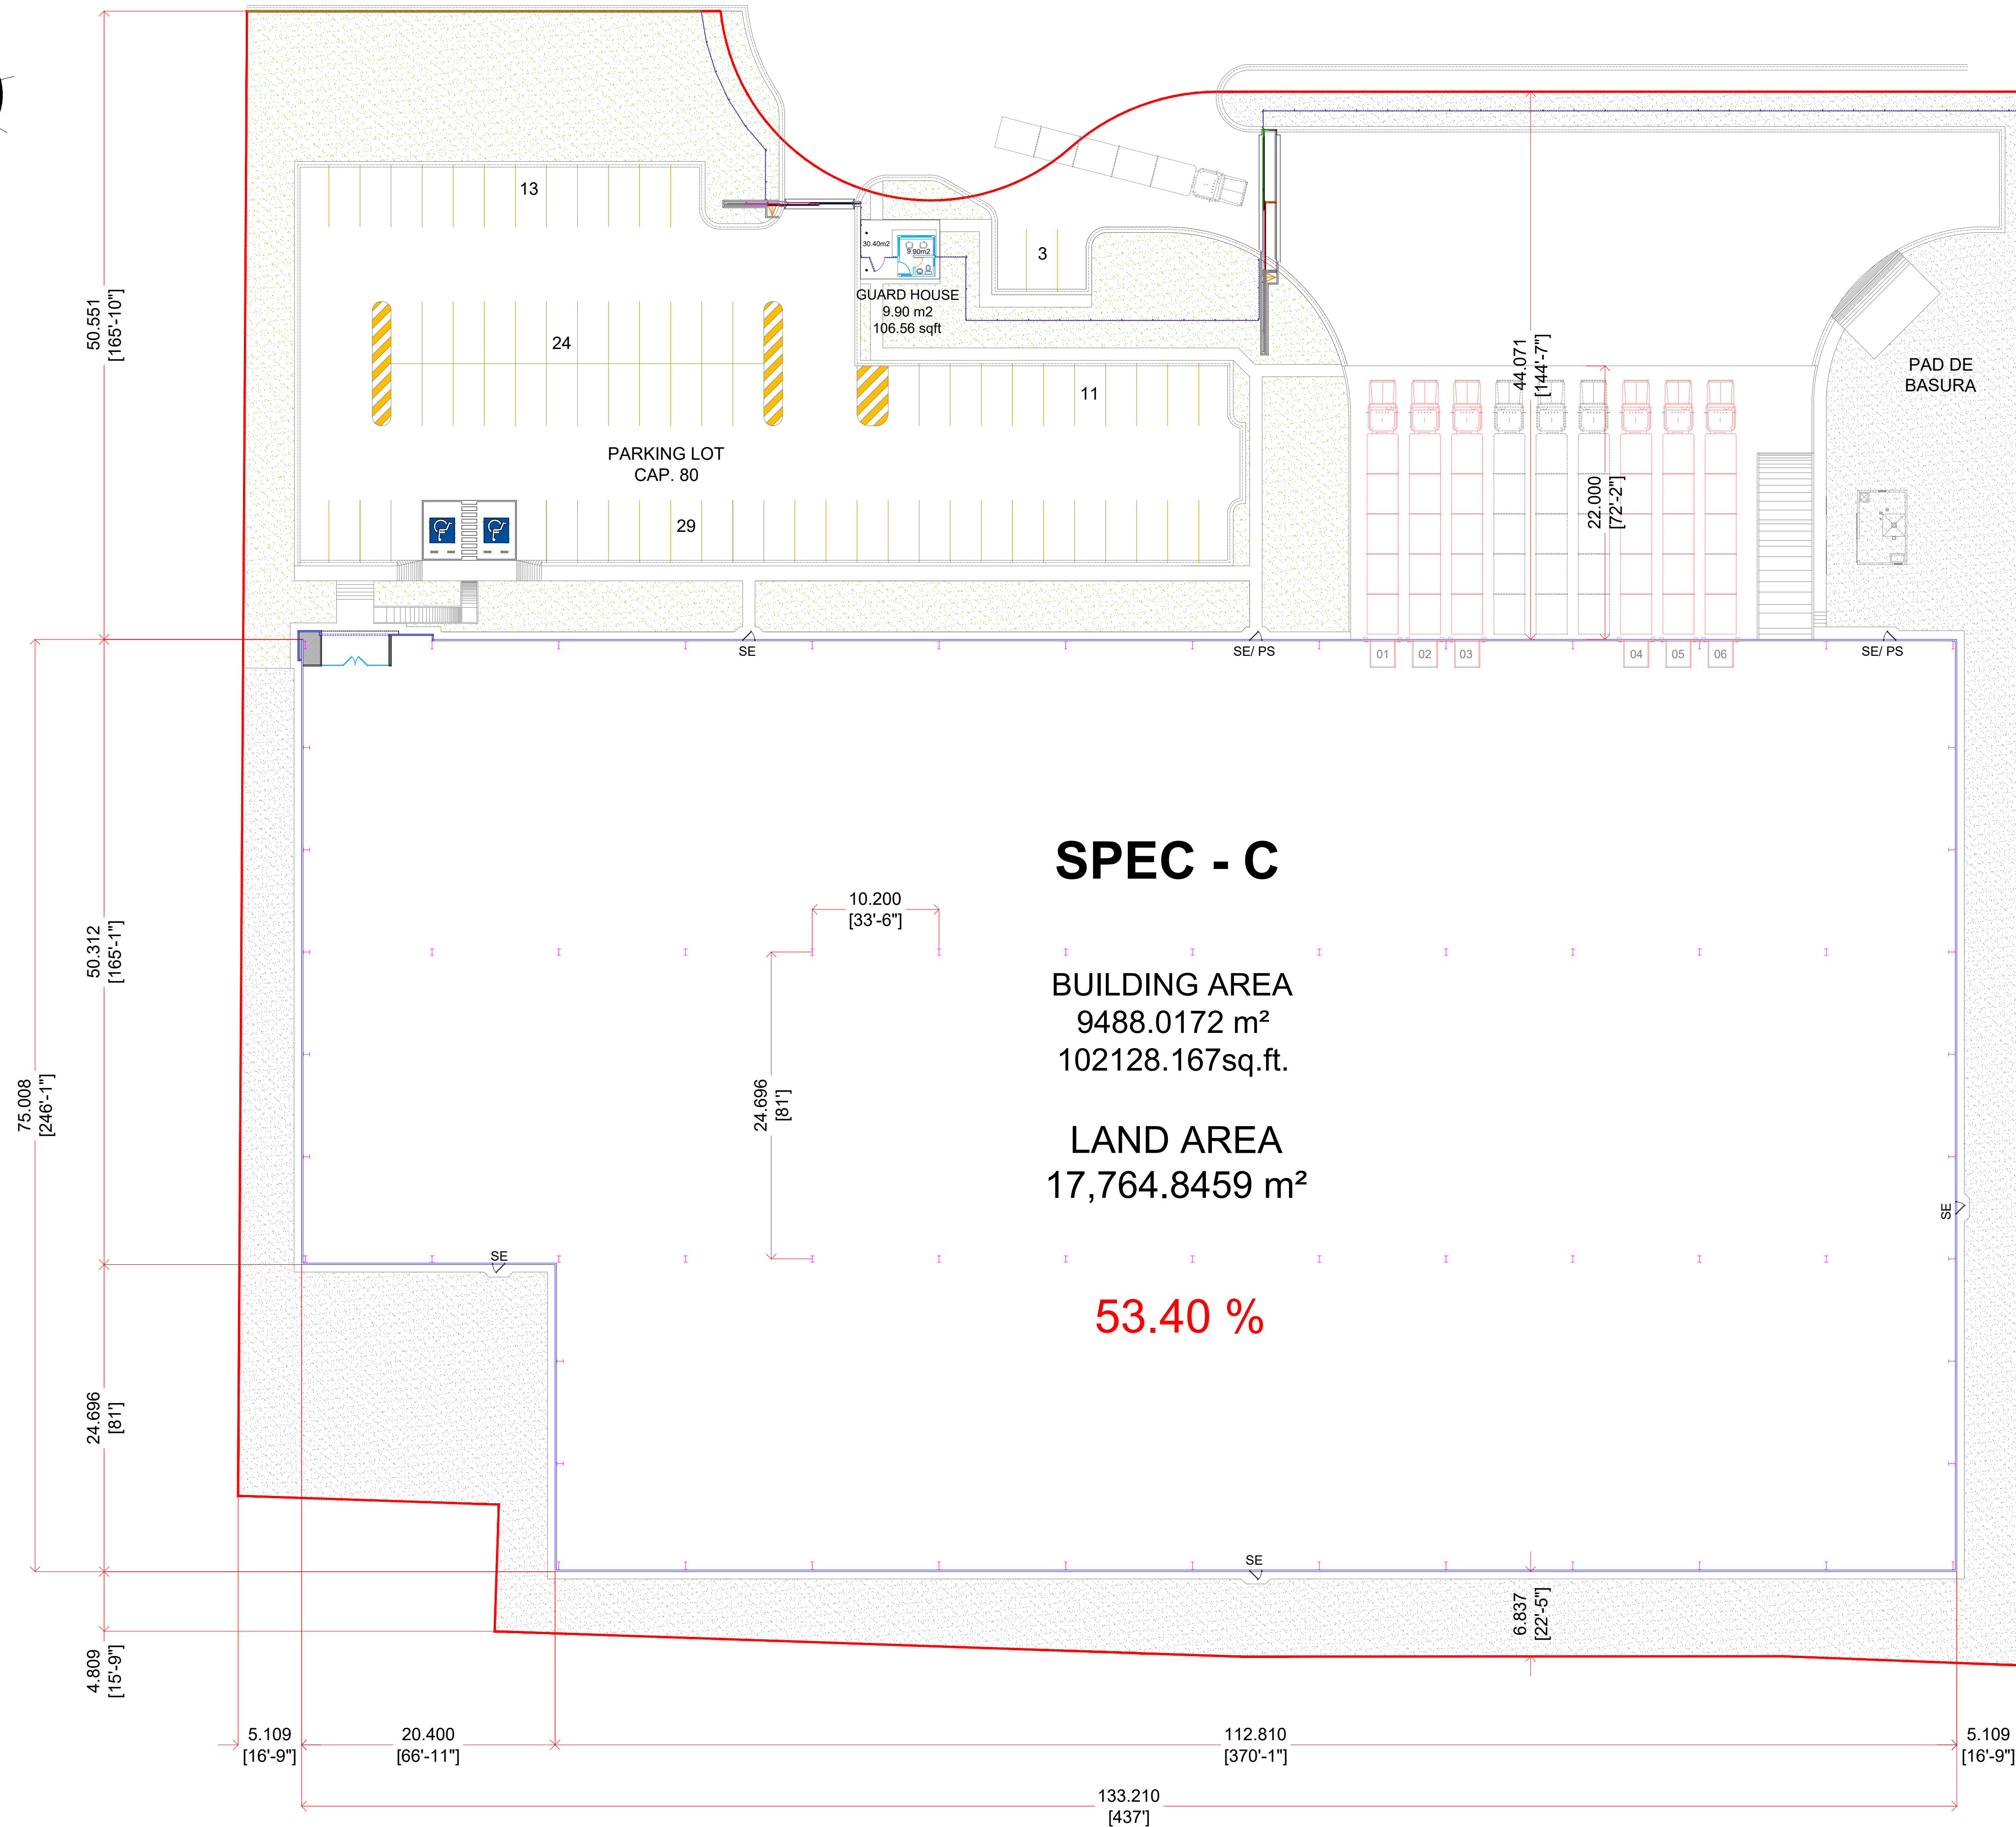 13
24
11
29
3
PARKING LOT
CAP. 80
30.40m2
9.90m2
GUARD HOUSE
9.90 m2
106.56 sqft
PAD DE
BASURA
50.551
[165'-10"]
44.071
[144'-7"]
22.000
[72'-2"]
SE
SE/ PS
01
02
03
04
05
06
SE/ PS
SPEC - C
10.200
[33'-6"]
BUILDING AREA
9488.0172 m²
102128.167sq.ft.
LAND AREA
17,764.8459 m²
53.40 %
24.696
[81']
50.312
[165'-1"]
75.008
[246'-1"]
24.696
[81']
4.809
[15'-9"]
SE
SE
SE
6.837
[22'-5"]
5.109
[16'-9"]
20.400
[66'-11"]
112.810
[370'-1"]
5.109
[16'-9"]
133.210
[437']